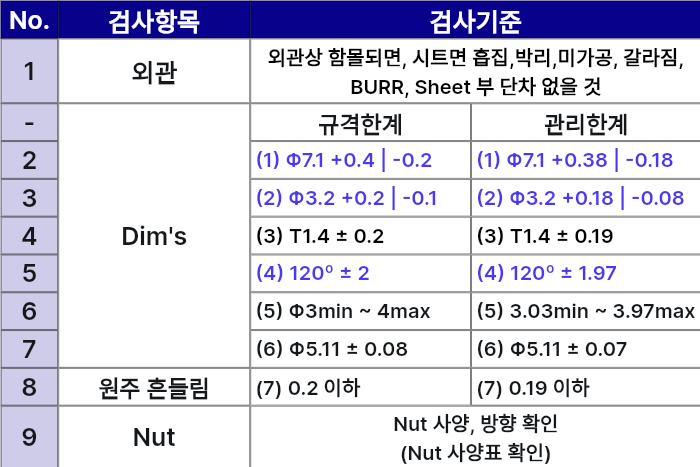 No. 검사항목 검사기준
1 외관 외관상 함몰되면, 시트면 흡집,박리,미가공, 갈라짐,
BURR, Sheet 부 단차 없을 것
- Dim's 규격한계 관리한계
2 (1) Φ7.1 +0.4 | -0.2 (1) Φ7.1 +0.38 | -0.18
3 (2) Φ3.2 +0.2 | -0.1 (2) Φ3.2 +0.18 | -0.08
4 (3) T1.4 ± 0.2 (3) T1.4 ± 0.19
5 (4) 120º ± 2 (4) 120º ± 1.97
6 (5) Φ3min ~ 4max (5) 3.03min ~ 3.97max
7 (6) Φ5.11 ± 0.08 (6) Φ5.11 ± 0.07
8 원주 흔들림 (7) 0.2 이하 (7) 0.19 이하
9 Nut Nut 사양, 방향 확인
(Nut 사양표 확인)